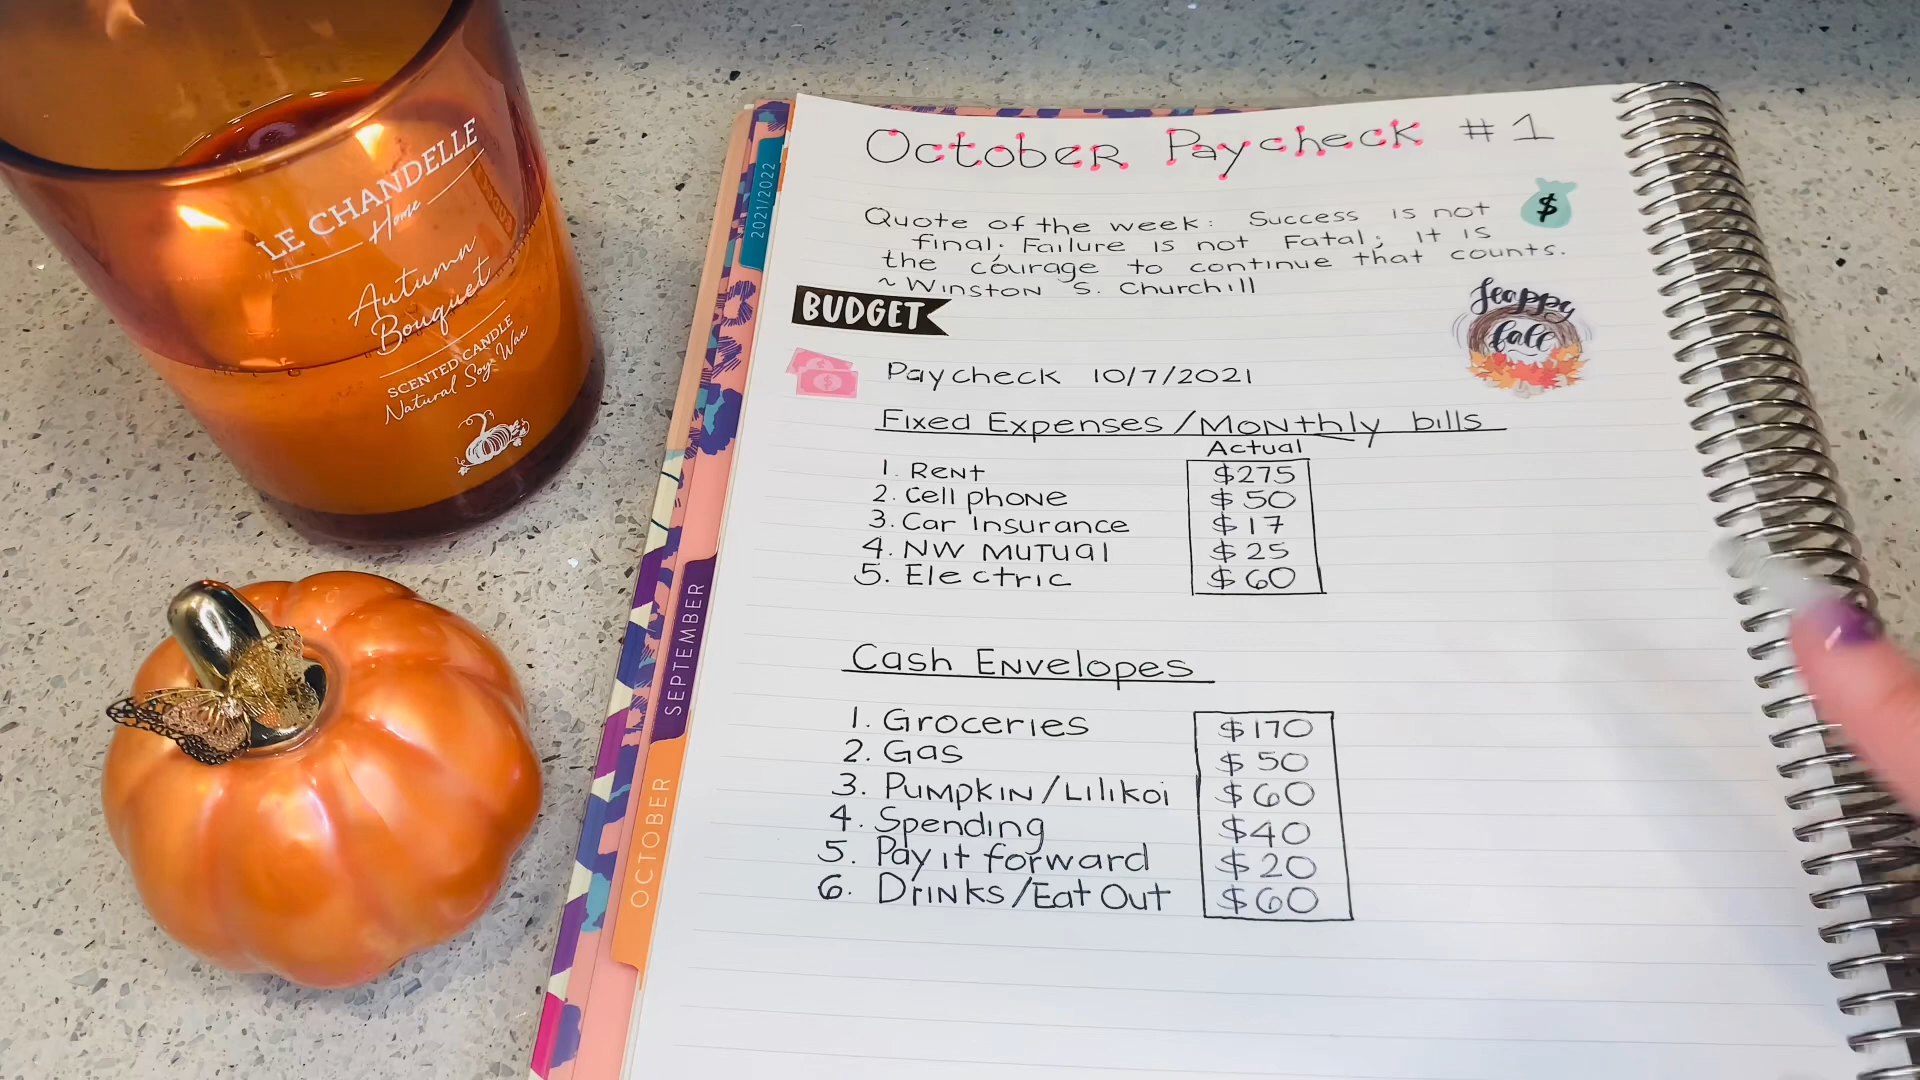 LE CHANDELLE
Home
Autumn
Bouquet
SCENTED CANDLE
Natural Soy Wax
2021/2022
SEPTEMBER
OCTOBER
October Paycheck #1
Quote of the week: Success is not
final; Failure is not Fatal; it is
the courage to continue that counts.
~ Winston S. Churchill
$
BUDGET
happy
fall
Paycheck 10/7/2021
Fixed Expenses/Monthly bills
Actual
1. Rent $275
2. Cell phone $50
3. Car Insurance $17
4. NW Mutual $25
5. Electric $60
Cash Envelopes
1. Groceries $170
2. Gas $50
3. Pumpkin/Lilikoi $60
4. Spending $40
5. Pay it forward $20
6. Drinks/Eat Out $60